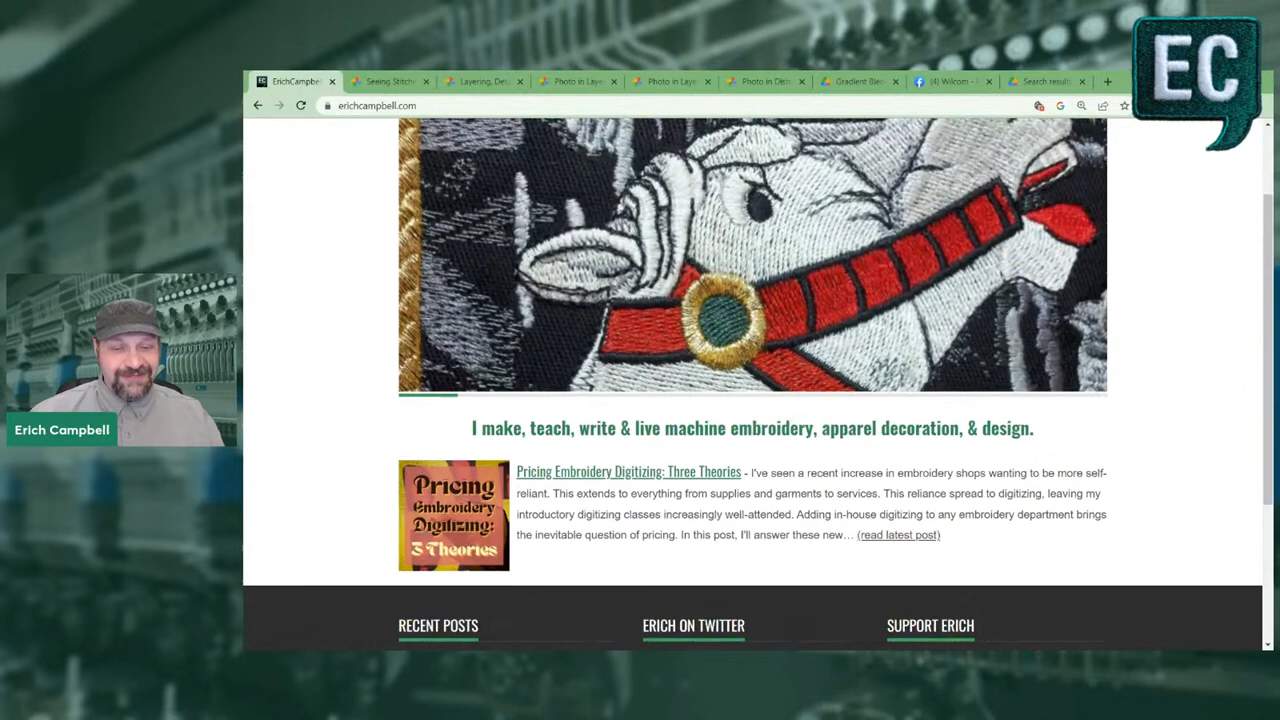 EC
ErichCampbel
Seeing Stitche
Layering, Det
Photo in Laye
Photo in Laye
Photo in Dist
Gradient Blen
(4) Wilcom -
Search result
erichcampbell.com
Erich Campbell
I make, teach, write & live machine embroidery, apparel decoration, & design.
Pricing
Embroidery
Digitizing:
3 Theories
Pricing Embroidery Digitizing: Three Theories - I've seen a recent increase in embroidery shops wanting to be more self-
reliant. This extends to everything from supplies and garments to services. This reliance spread to digitizing, leaving my
introductory digitizing classes increasingly well-attended. Adding in-house digitizing to any embroidery department brings
the inevitable question of pricing. In this post, I'll answer these new… (read latest post)
RECENT POSTS
ERICH ON TWITTER
SUPPORT ERICH